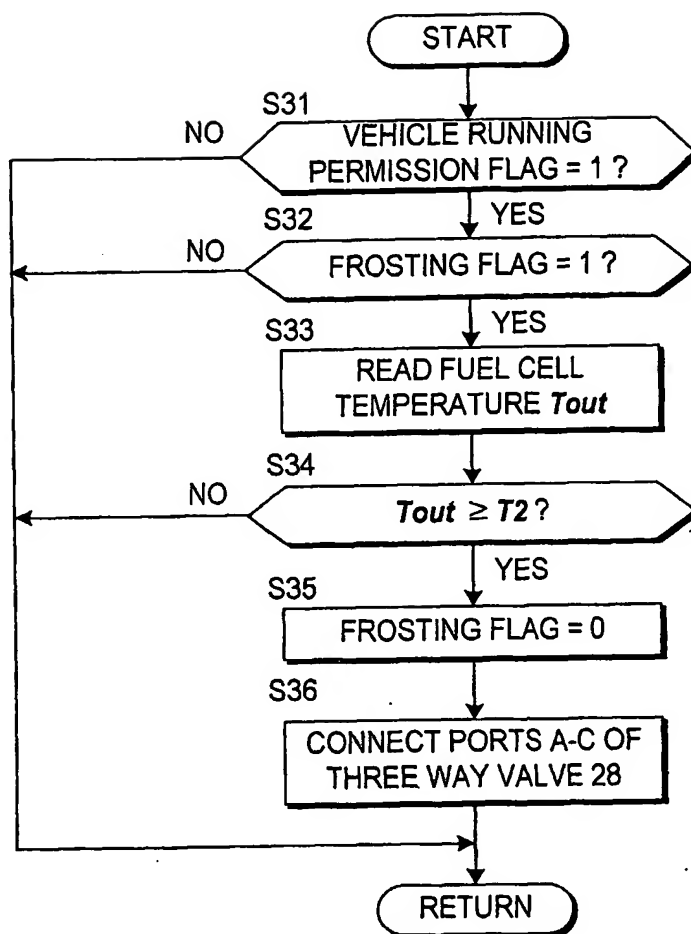 START
S31
NO
VEHICLE RUNNING
PERMISSION FLAG = 1 ?
YES
S32
NO
FROSTING FLAG = 1 ?
YES
S33
READ FUEL CELL
TEMPERATURE Tout
S34
NO
Tout ≥ T2 ?
YES
S35
FROSTING FLAG = 0
S36
CONNECT PORTS A-C OF
THREE WAY VALVE 28
RETURN